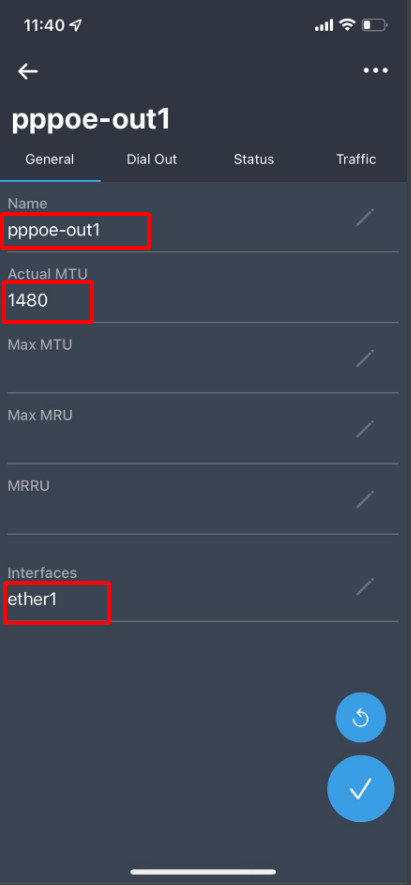 11:40
pppoe-out1
General Dial Out Status Traffic
Name
pppoe-out1
Actual MTU
1480
Max MTU
Max MRU
MRRU
Interfaces
ether1